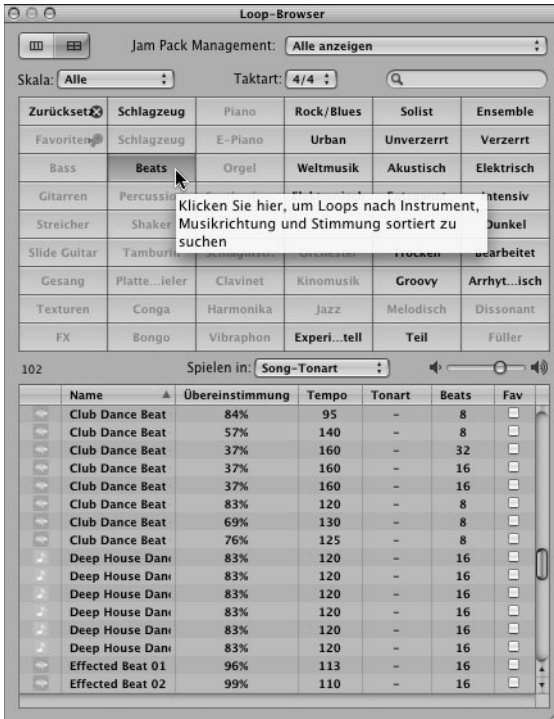 Loop-Browser
Jam Pack Management: Alle anzeigen
Skala: Alle Taktart: 4/4
Zurücksetz Schlagzeug Piano Rock/Blues Solist Ensemble
Favoriten Schlagzeug E-Piano Urban Unverzerrt Verzerrt
Bass Beats Orgel Weltmusik Akustisch Elektrisch
Gitarren Percussion ntensiv
Klicken Sie hier, um Loops nach Instrument,
Musikrichtung und Stimmung sortiert zu
suchen
Streicher Shaker Dunkel
Slide Guitar Tamburin Orchester Trocken Bearbeitet
Gesang Platte...ieler Clavinet Kinomusik Groovy Arrhyt...isch
Texturen Conga Harmonika Jazz Melodisch Dissonant
FX Bongo Vibraphon Experi...tell Teil Füller
102 Spielen in: Song-Tonart
Name Übereinstimmung Tempo Tonart Beats Fav
Club Dance Beat 84% 95 – 8
Club Dance Beat 57% 140 – 8
Club Dance Beat 37% 160 – 32
Club Dance Beat 37% 160 – 16
Club Dance Beat 37% 160 – 16
Club Dance Beat 83% 120 – 8
Club Dance Beat 69% 130 – 8
Club Dance Beat 76% 125 – 8
Deep House Dan 83% 120 – 16
Deep House Dan 83% 120 – 16
Deep House Dan 83% 120 – 16
Deep House Dan 83% 120 – 16
Deep House Dan 83% 120 – 16
Deep House Dan 83% 120 – 16
Effected Beat 01 96% 113 – 16
Effected Beat 02 99% 110 – 16